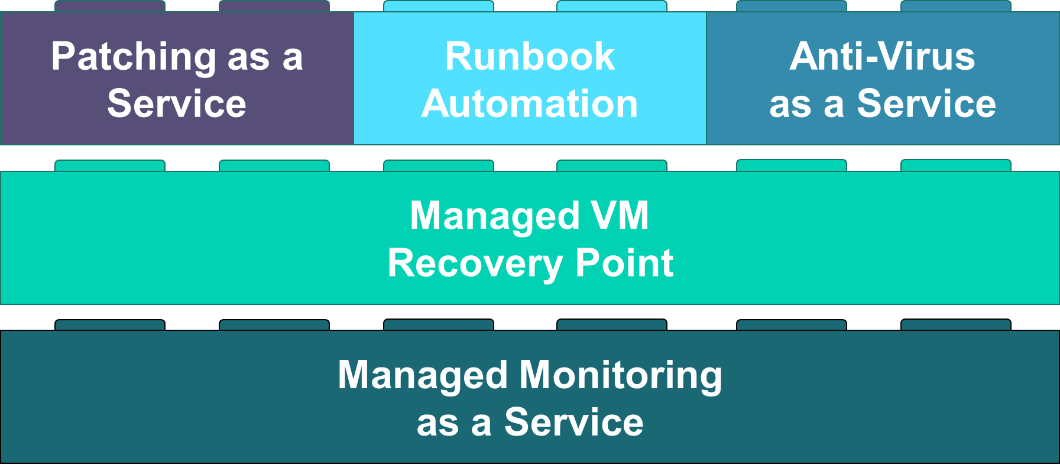 Patching as a
Service
Runbook
Automation
Anti-Virus
as a Service
Managed VM
Recovery Point
Managed Monitoring
as a Service